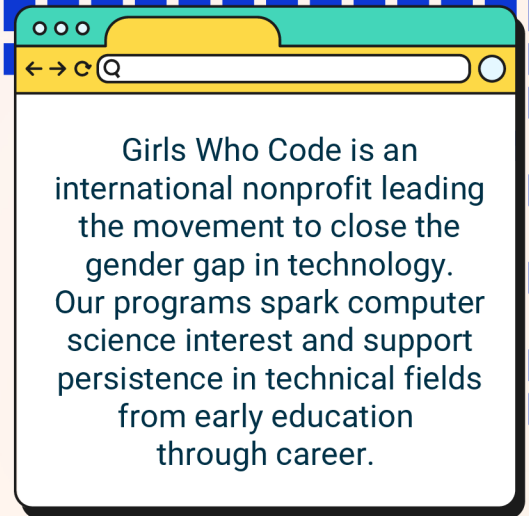 Girls Who Code is an
international nonprofit leading
the movement to close the
gender gap in technology.
Our programs spark computer
science interest and support
persistence in technical fields
from early education
through career.